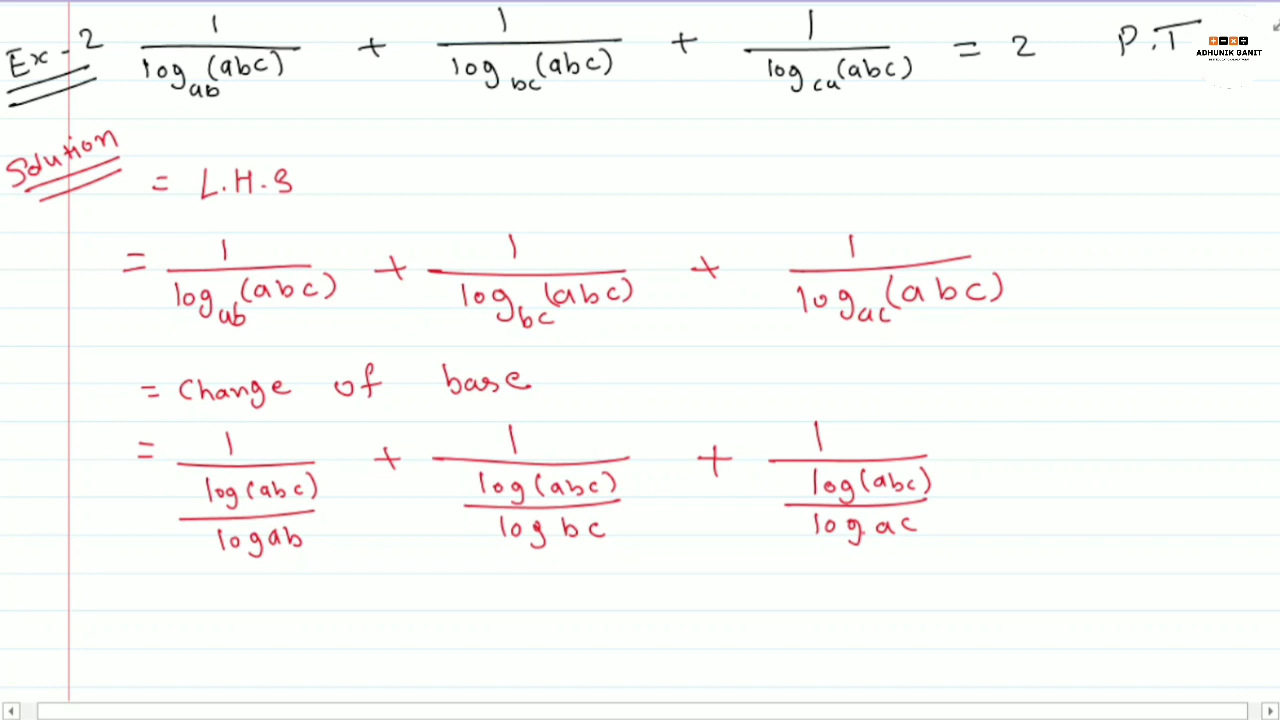 Ex-2 1/log_ab(abc) + 1/log_bc(abc) + 1/log_ca(abc) = 2 P.T
ADHUNIK GANIT
Solution
= L.H.S
= 1/log_ab(abc) + 1/log_bc(abc) + 1/log_ac(abc)
= Change of base
= 1/(log(abc)/log ab) + 1/(log(abc)/log bc) + 1/(log(abc)/log ac)